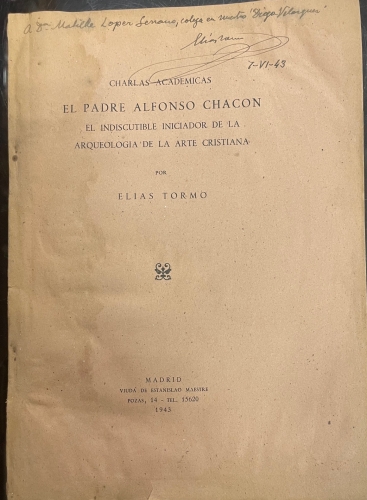 a Dª Matilde Lopez Serrano, colega en nuestro "Diego Velazquez"
Elías Tormo
7-VI-43
CHARLAS ACADEMICAS
EL PADRE ALFONSO CHACON
EL INDISCUTIBLE INICIADOR DE LA
ARQUEOLOGIA DE LA ARTE CRISTIANA
POR
ELIAS TORMO
MADRID
VIUDA DE ESTANISLAO MAESTRE
POZAS, 14 - TEL. 15620
1943